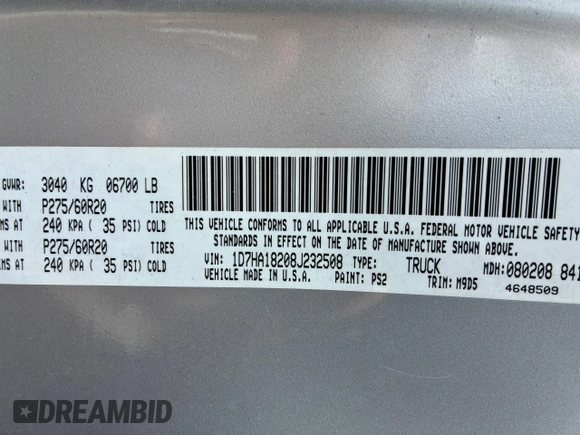 GVWR: 3040 KG 06700 LB
WITH P275/60R20 TIRES
MS AT 240 KPA ( 35 PSI) COLD
WITH P275/60R20 TIRES
MS AT 240 KPA ( 35 PSI) COLD
THIS VEHICLE CONFORMS TO ALL APPLICABLE U.S.A. FEDERAL MOTOR VEHICLE SAFETY
STANDARDS IN EFFECT ON THE DATE OF MANUFACTURE SHOWN ABOVE.
VIN: 1D7HA18208J232508 TYPE: TRUCK MDH: 080208 841
VEHICLE MADE IN U.S.A. PAINT: PS2 TRIM: M9D5
4648509
DREAMBID